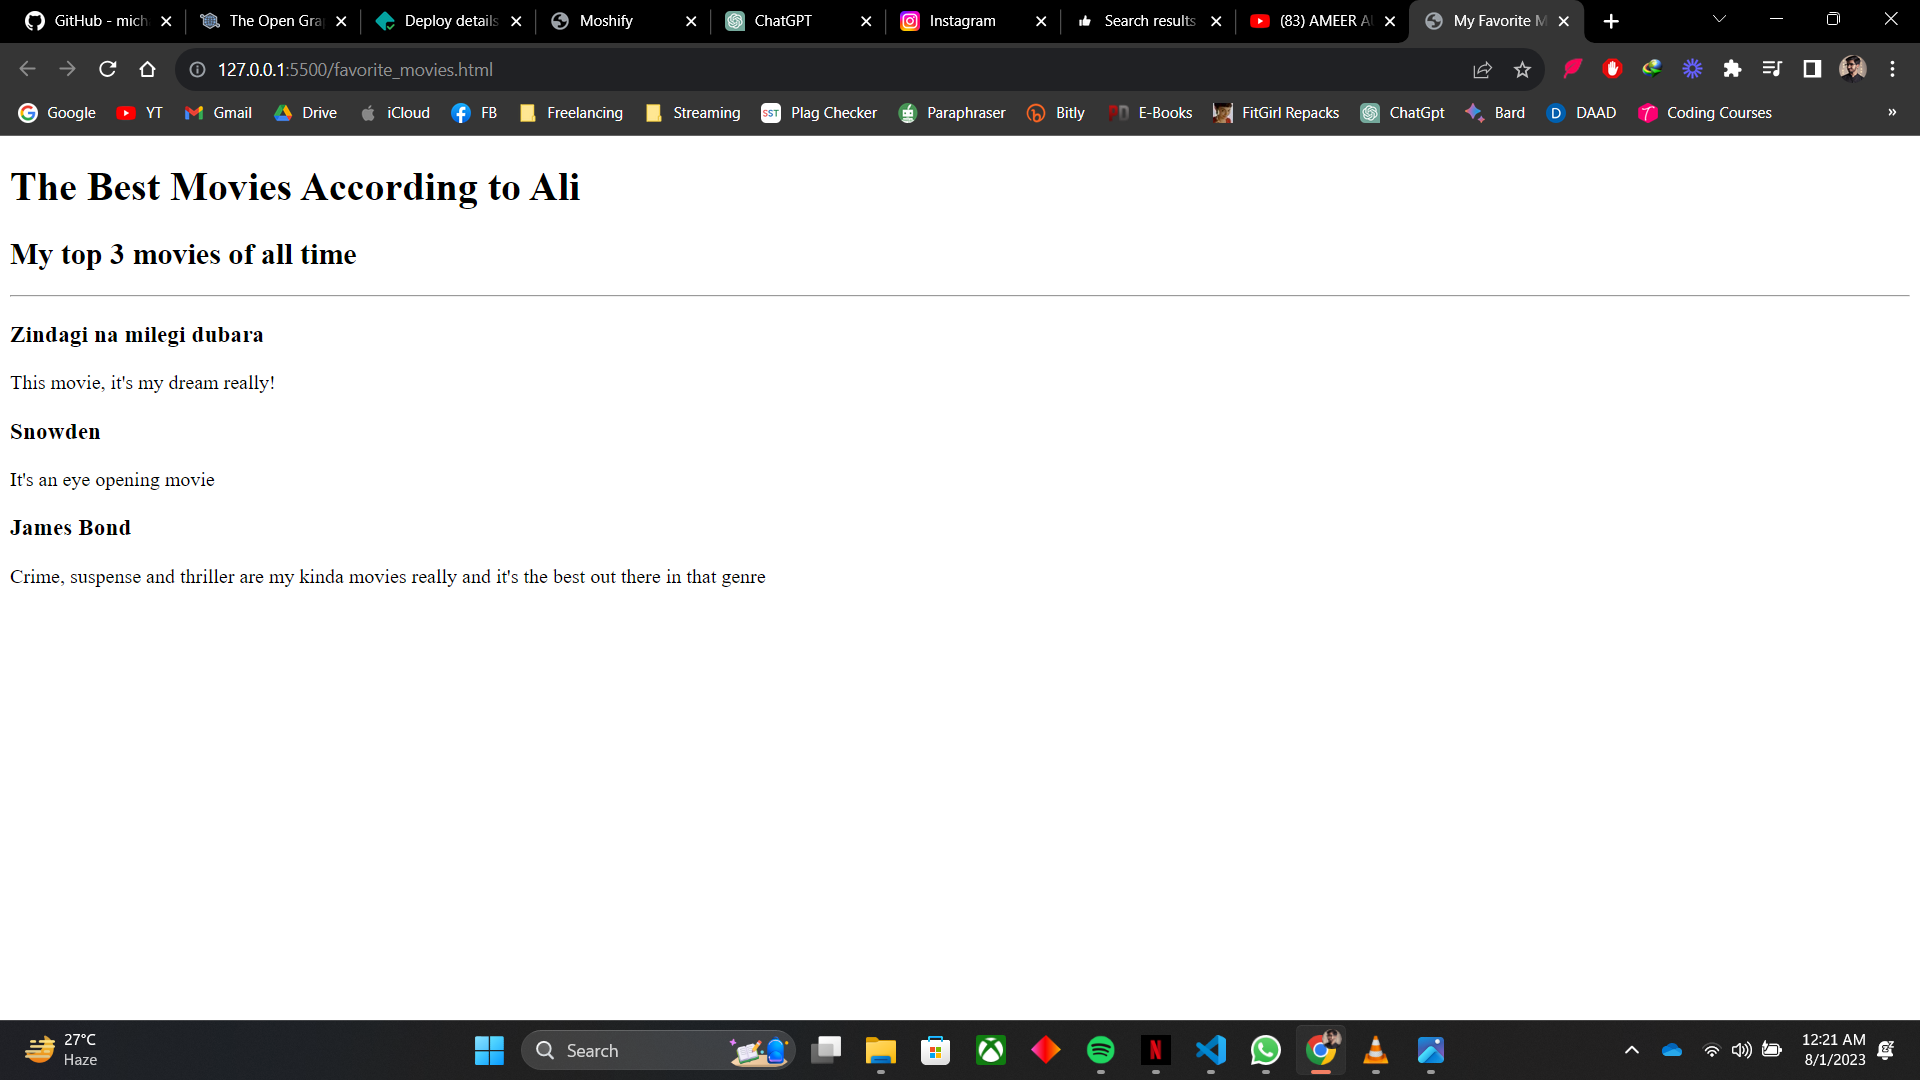 GitHub - mich
The Open Gra
Deploy details
Moshify
ChatGPT
Instagram
Search results
(83) AMEER A
My Favorite M
127.0.0.1:5500/favorite_movies.html
Google
YT
Gmail
Drive
iCloud
FB
Freelancing
Streaming
SST
Plag Checker
Paraphraser
Bitly
E-Books
FitGirl Repacks
ChatGpt
Bard
D
DAAD
Coding Courses
»
The Best Movies According to Ali
My top 3 movies of all time
Zindagi na milegi dubara
This movie, it's my dream really!
Snowden
It's an eye opening movie
James Bond
Crime, suspense and thriller are my kinda movies really and it's the best out there in that genre
27°C
Haze
Search
12:21 AM
8/1/2023